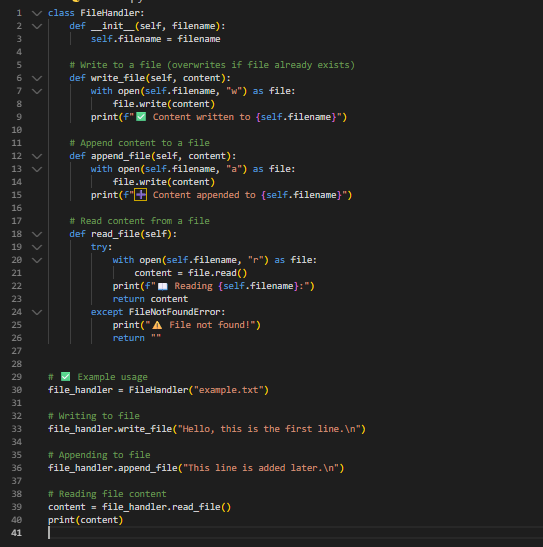 1 class FileHandler:
2     def __init__(self, filename):
3         self.filename = filename
4
5     # Write to a file (overwrites if file already exists)
6     def write_file(self, content):
7         with open(self.filename, "w") as file:
8             file.write(content)
9         print(f"✅ Content written to {self.filename}")
10
11     # Append content to a file
12     def append_file(self, content):
13         with open(self.filename, "a") as file:
14             file.write(content)
15         print(f"➕ Content appended to {self.filename}")
16
17     # Read content from a file
18     def read_file(self):
19         try:
20             with open(self.filename, "r") as file:
21                 content = file.read()
22             print(f"📖 Reading {self.filename}:")
23             return content
24         except FileNotFoundError:
25             print("⚠️ File not found!")
26             return ""
27
28
29 # ✅ Example usage
30 file_handler = FileHandler("example.txt")
31
32 # Writing to file
33 file_handler.write_file("Hello, this is the first line.\n")
34
35 # Appending to file
36 file_handler.append_file("This line is added later.\n")
37
38 # Reading file content
39 content = file_handler.read_file()
40 print(content)
41